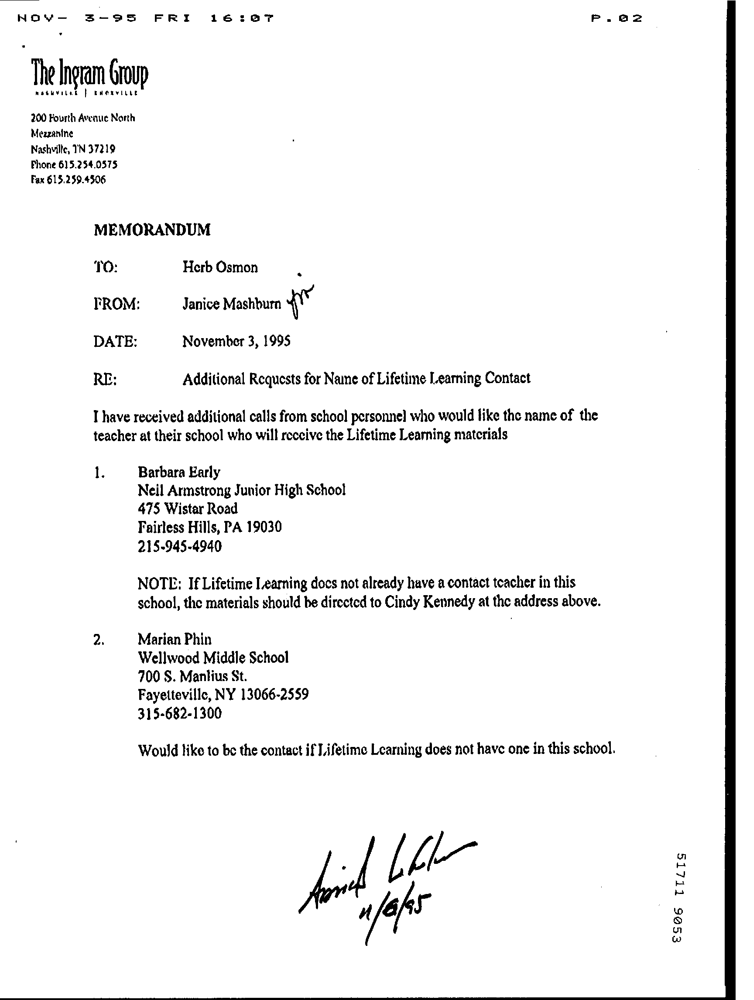 NOV- 3-95 FRI 16:07 P.02
The Ingram Group
NASHVILLE | KNOXVILLE
200 Fourth Avenue North
Mezzanine
Nashville, TN 37219
Phone 615.254.0575
Fax 615.259.4506
MEMORANDUM
TO: Herb Osmon
FROM: Janice Mashburn
DATE: November 3, 1995
RE: Additional Requests for Name of Lifetime Learning Contact
I have received additional calls from school personnel who would like the name of the
teacher at their school who will receive the Lifetime Learning materials
1. Barbara Early
Neil Armstrong Junior High School
475 Wistar Road
Fairless Hills, PA 19030
215-945-4940
NOTE: If Lifetime Learning does not already have a contact teacher in this
school, the materials should be directed to Cindy Kennedy at the address above.
2. Marian Phin
Wellwood Middle School
700 S. Manlius St.
Fayetteville, NY 13066-2559
315-682-1300
Would like to be the contact if Lifetime Learning does not have one in this school.
51711 9053